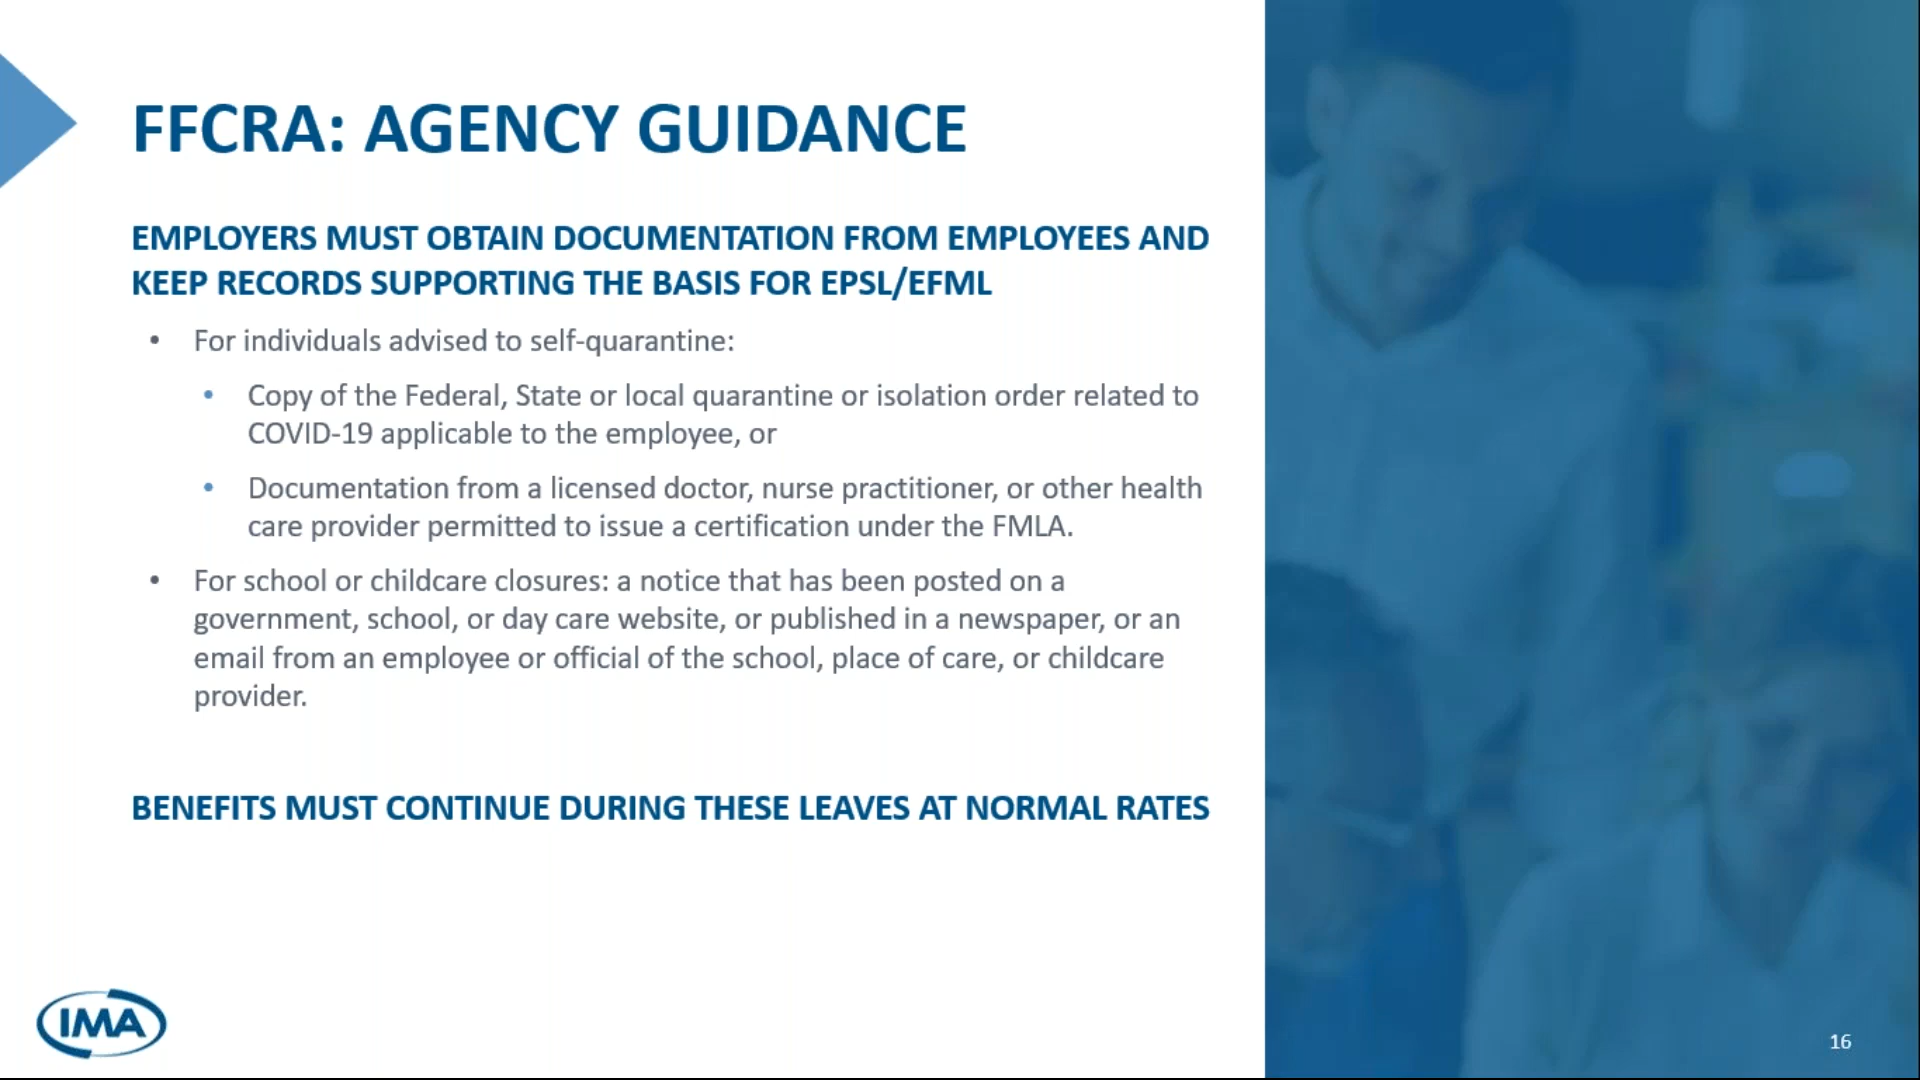 FFCRA: AGENCY GUIDANCE
EMPLOYERS MUST OBTAIN DOCUMENTATION FROM EMPLOYEES AND
KEEP RECORDS SUPPORTING THE BASIS FOR EPSL/EFML
• For individuals advised to self-quarantine:
• Copy of the Federal, State or local quarantine or isolation order related to
COVID-19 applicable to the employee, or
• Documentation from a licensed doctor, nurse practitioner, or other health
care provider permitted to issue a certification under the FMLA.
• For school or childcare closures: a notice that has been posted on a
government, school, or day care website, or published in a newspaper, or an
email from an employee or official of the school, place of care, or childcare
provider.
BENEFITS MUST CONTINUE DURING THESE LEAVES AT NORMAL RATES
IMA
16